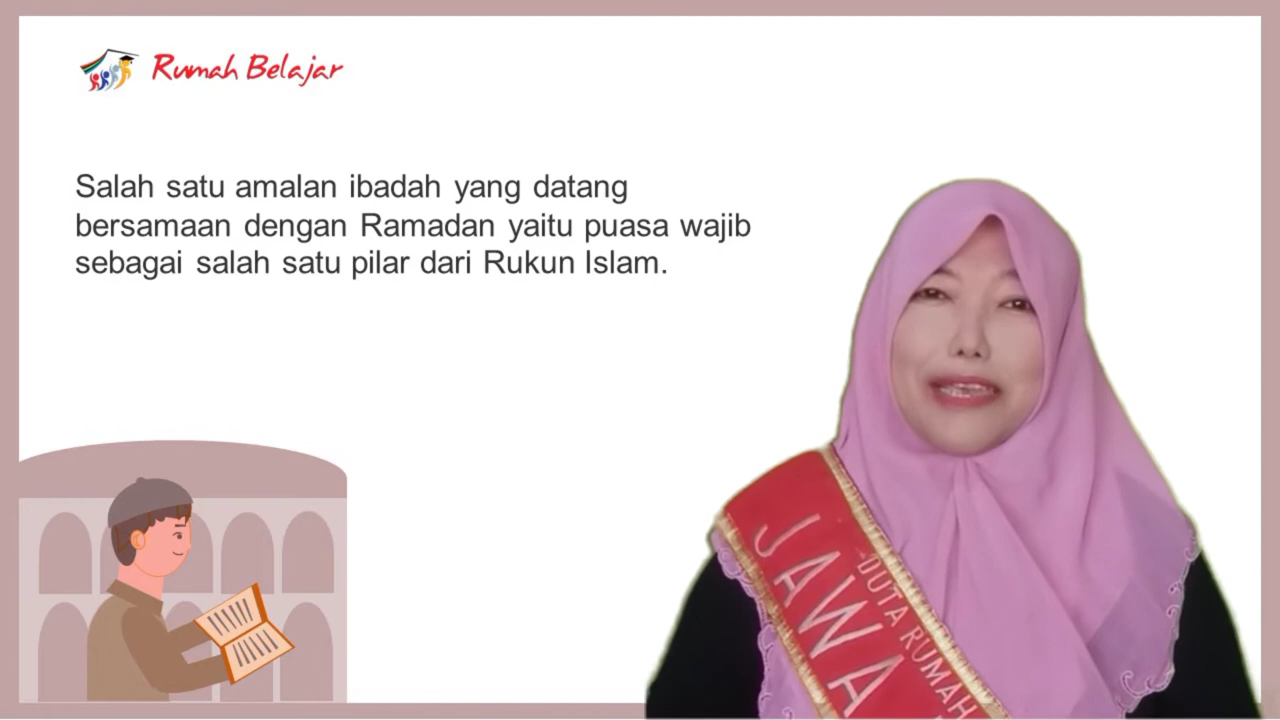 Rumah Belajar
Salah satu amalan ibadah yang datang
bersamaan dengan Ramadan yaitu puasa wajib
sebagai salah satu pilar dari Rukun Islam.
DUTA RUMAH
JAWA